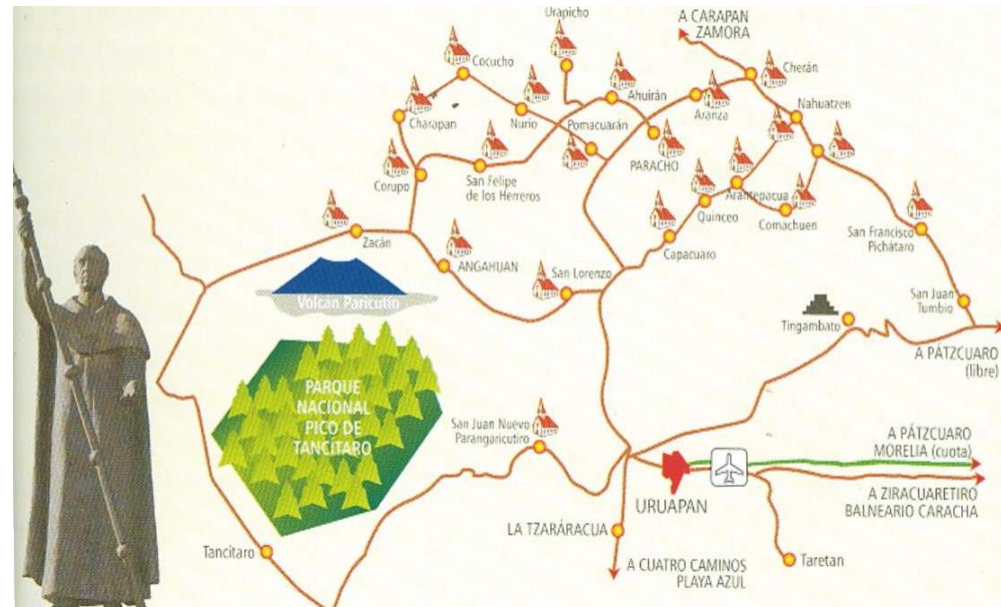 Urapicho
A CARAPAN
ZAMORA
Cocucho
Cherán
Ahuirán
Nahuatzen
Charapan
Nurio
Pomacuarán
Aranza
PARACHO
Corupo
San Felipe
de los Herreros
Arantepacua
Quinceo
Comachuen
Zacán
San Francisco
Pichátaro
ANGAHUAN
San Lorenzo
Capacuaro
Volcan Paricutín
San Juan
Tumbio
Tingambato
A PÁTZCUARO
(libre)
PARQUE
NACIONAL
PICO DE
TANCÍTARO
San Juan Nuevo
Parangaricutiro
A PÁTZCUARO
MORELIA (cuota)
URUAPAN
A ZIRACUARETIRO
BALNEARIO CARACHA
LA TZARÁRACUA
Tancítaro
A CUATRO CAMINOS
PLAYA AZUL
Taretan